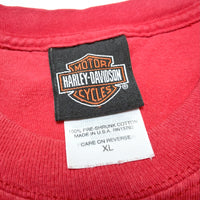 MOTOR
HARLEY-DAVIDSON
CYCLES
100% PRE-SHRUNK COTTON
MADE IN U.S.A.
CARE ON REVERSE
XL